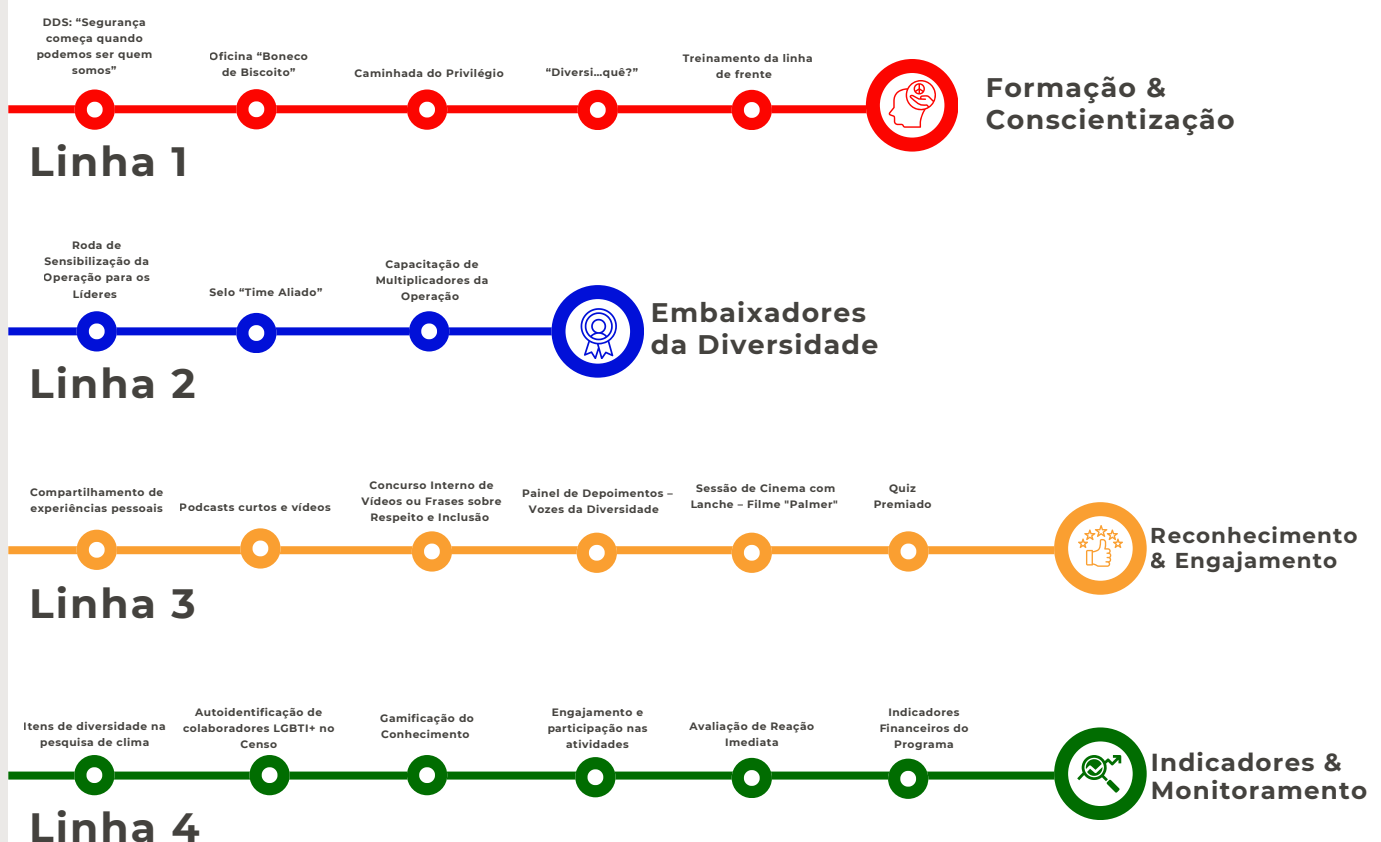 DDS: “Segurança
começa quando
podemos ser quem
somos”
Oficina “Boneco
de Biscoito”
Caminhada do Privilégio
“Diversi...quê?”
Treinamento da linha
de frente
Formação &
Conscientização
Linha 1
Roda de
Sensibilização da
Operação para os
Líderes
Selo “Time Aliado”
Capacitação de
Multiplicadores da
Operação
Embaixadores
da Diversidade
Linha 2
Compartilhamento de
experiências pessoais
Podcasts curtos e vídeos
Concurso Interno de
Vídeos ou Frases sobre
Respeito e Inclusão
Painel de Depoimentos –
Vozes da Diversidade
Sessão de Cinema com
Lanche – Filme "Palmer"
Quiz
Premiado
Reconhecimento
& Engajamento
Linha 3
Itens de diversidade na
pesquisa de clima
Autoidentificação de
colaboradores LGBTI+ no
Censo
Gamificação do
Conhecimento
Engajamento e
participação nas
atividades
Avaliação de Reação
Imediata
Indicadores
Financeiros do
Programa
Indicadores &
Monitoramento
Linha 4